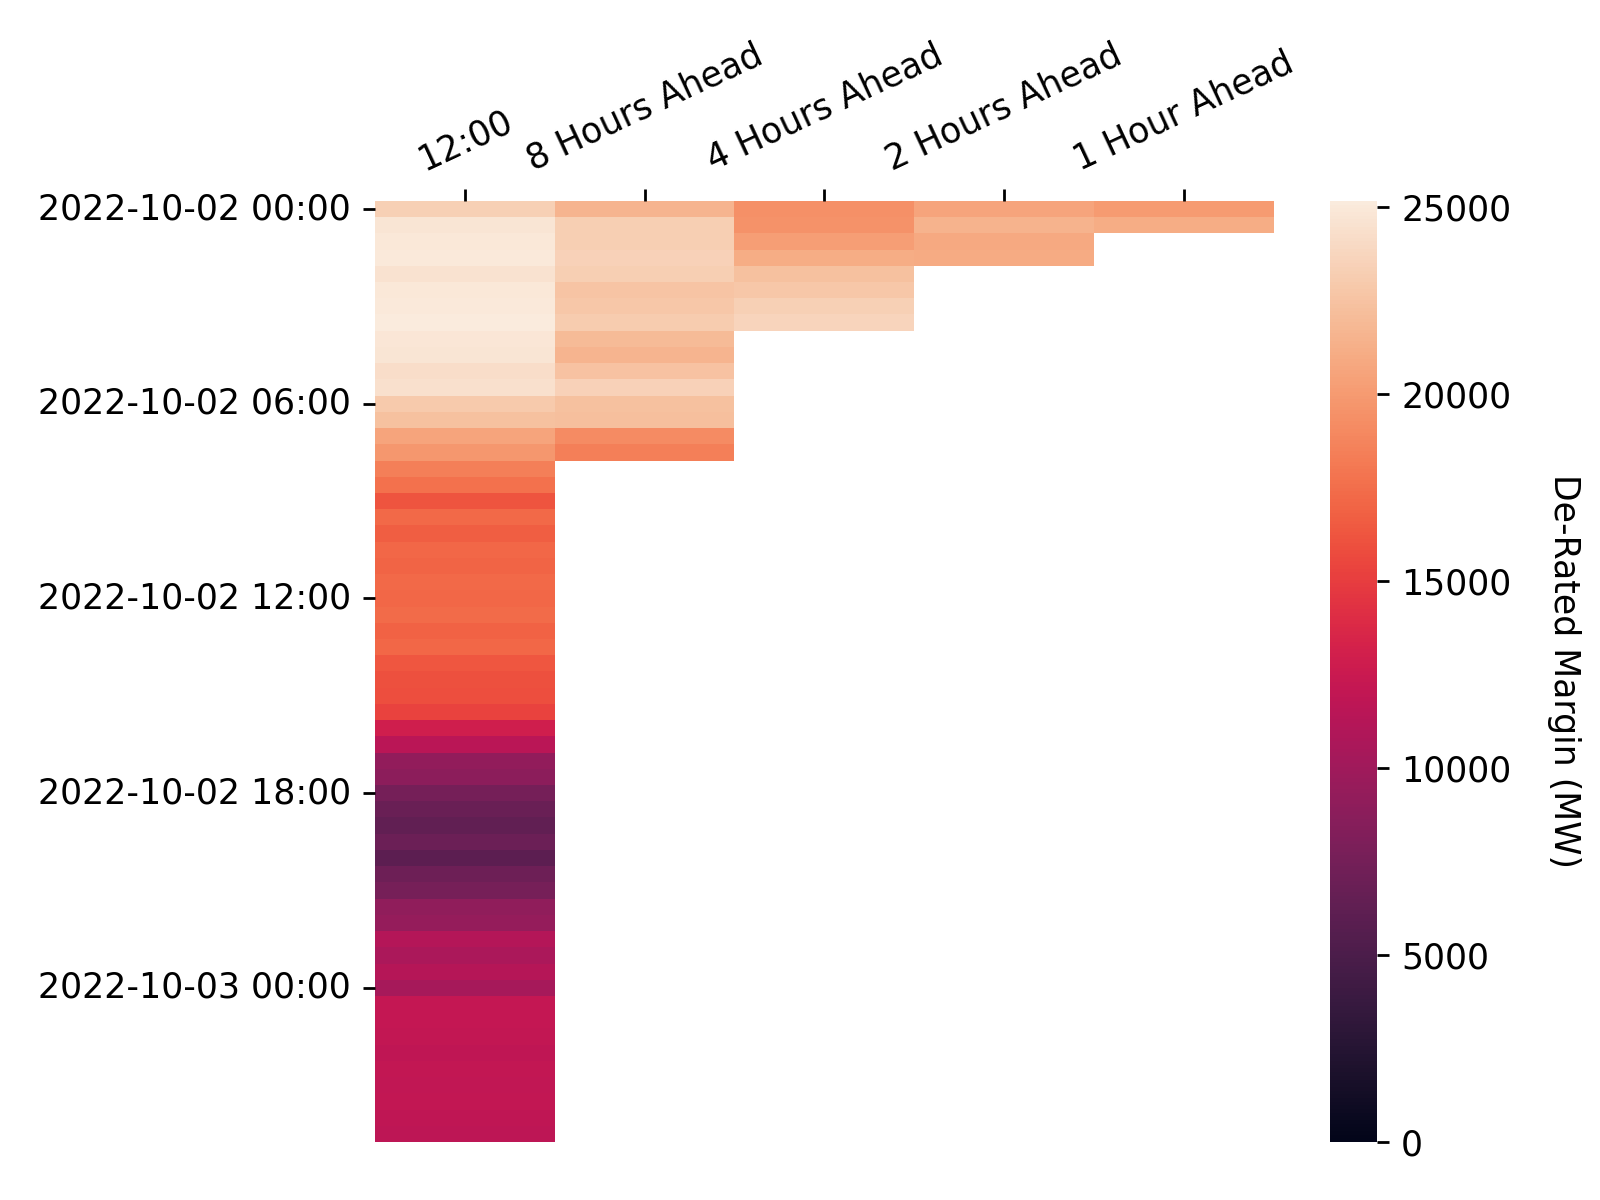 12:00
8 Hours Ahead
4 Hours Ahead
2 Hours Ahead
1 Hour Ahead
2022-10-02 00:00
2022-10-02 06:00
2022-10-02 12:00
2022-10-02 18:00
2022-10-03 00:00
25000
20000
15000
10000
5000
0
De-Rated Margin (MW)